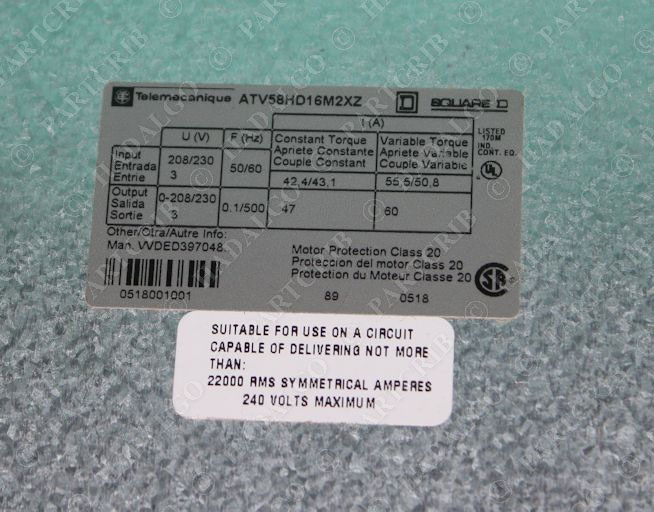 Telemecanique ATV58HD16M2XZ D SQUARE D
U (V) F (Hz) I (A)
Constant Torque Variable Torque
Apriete Constante Apriete Variable
Couple Constant Couple Variable
LISTED
170M
IND.
CONT. EQ.
UL
Input 208/230 50/60 42,4/43,1 55,5/50,8
Entrada 3
Entrie
Output 0-208/230 0.1/500 47 60
Salida 3
Sortie
Other/Otra/Autre Info:
Man. VVDED397048
Motor Protection Class 20
Proteccion del motor Class 20
Protection du Moteur Classe 20
0518001001 89 0518
SUITABLE FOR USE ON A CIRCUIT
CAPABLE OF DELIVERING NOT MORE
THAN:
22000 RMS SYMMETRICAL AMPERES
240 VOLTS MAXIMUM
© PARTCRIB
© HADALGO